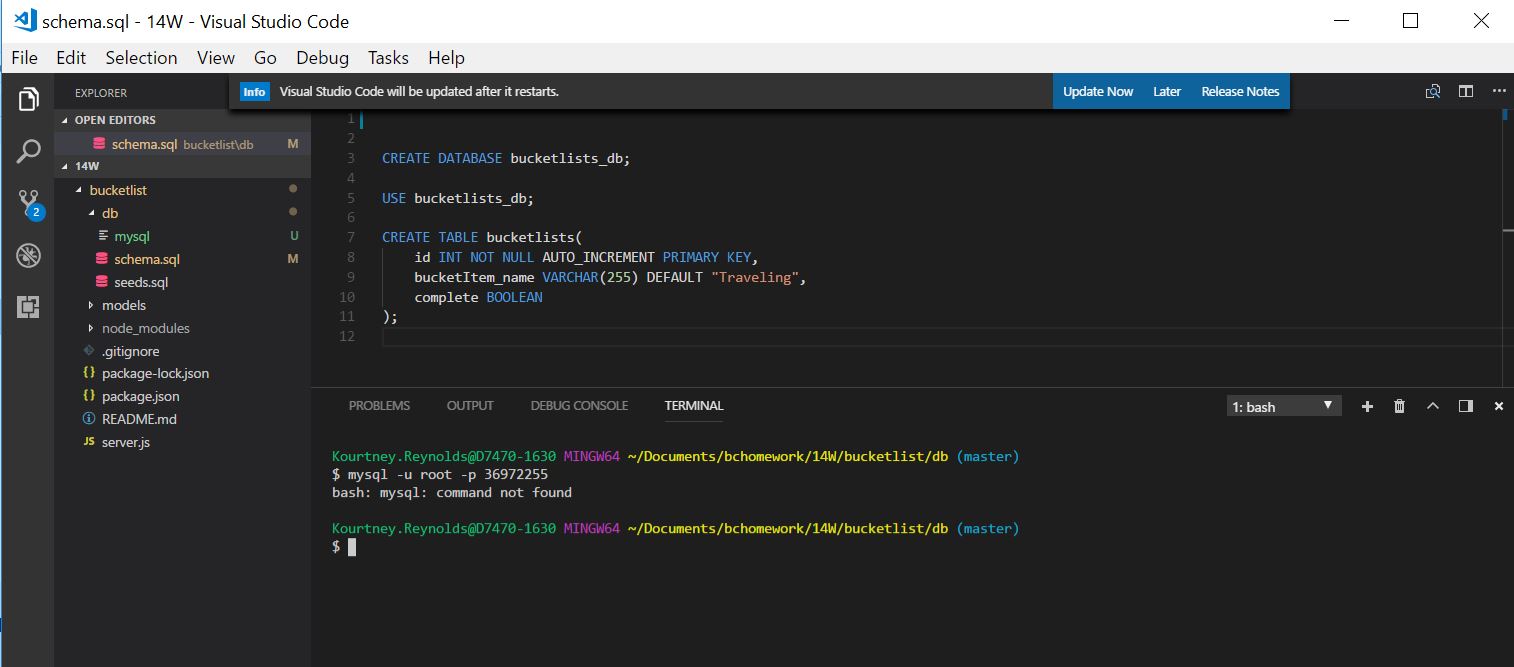 schema.sql - 14W - Visual Studio Code
File Edit Selection View Go Debug Tasks Help
EXPLORER
Info Visual Studio Code will be updated after it restarts. Update Now Later Release Notes
OPEN EDITORS
schema.sql bucketlist\db M
14W
bucketlist
db
mysql U
schema.sql M
seeds.sql
models
node_modules
.gitignore
{} package-lock.json
{} package.json
README.md
JS server.js
2
1
2
3 CREATE DATABASE bucketlists_db;
4
5 USE bucketlists_db;
6
7 CREATE TABLE bucketlists(
8 id INT NOT NULL AUTO_INCREMENT PRIMARY KEY,
9 bucketItem_name VARCHAR(255) DEFAULT "Traveling",
10 complete BOOLEAN
11 );
12
PROBLEMS OUTPUT DEBUG CONSOLE TERMINAL 1: bash
Kourtney.Reynolds@D7470-1630 MINGW64 ~/Documents/bchomework/14W/bucketlist/db (master)
$ mysql -u root -p 36972255
bash: mysql: command not found
Kourtney.Reynolds@D7470-1630 MINGW64 ~/Documents/bchomework/14W/bucketlist/db (master)
$